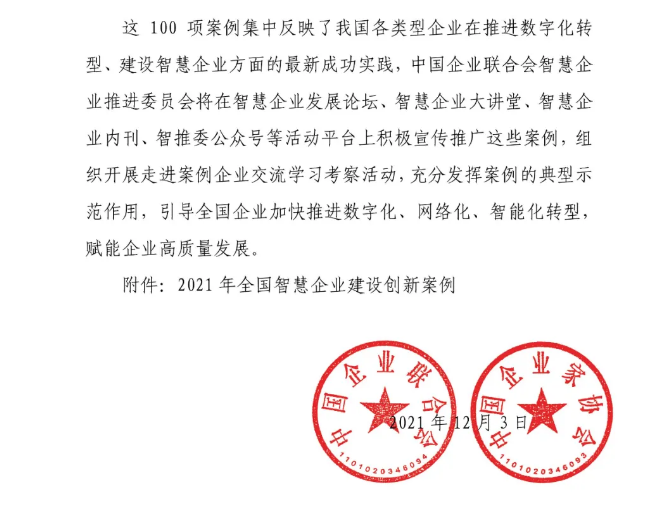 这 100 项案例集中反映了我国各类型企业在推进数字化转
型、建设智慧企业方面的最新成功实践，中国企业联合会智慧企
业推进委员会将在智慧企业发展论坛、智慧企业大讲堂、智慧企
业内刊、智推委公众号等活动平台上积极宣传推广这些案例，组
织开展走进案例企业交流学习考察活动，充分发挥案例的典型示
范作用，引导全国企业加快推进数字化、网络化、智能化转型，
赋能企业高质量发展。
附件：2021 年全国智慧企业建设创新案例
中国企业联合会
1101020346094
中国企业家协会
1101020346093
2021 年 12 月 3 日